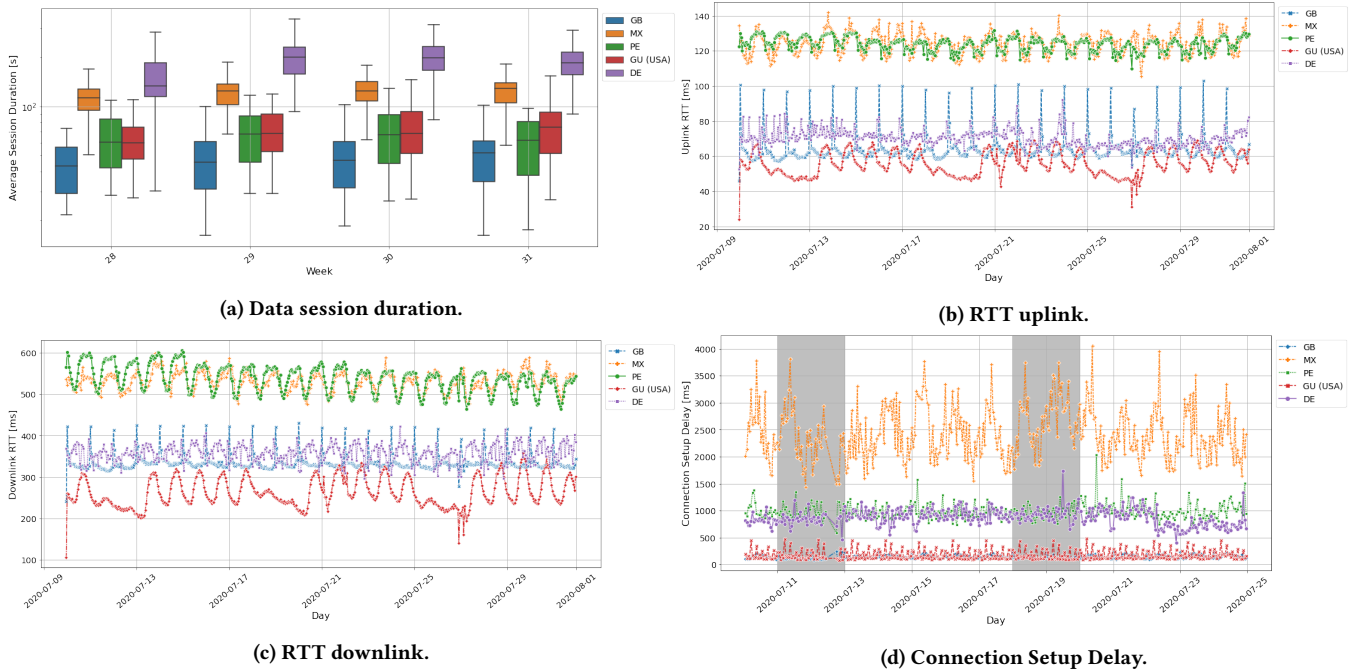 Average Session Duration [s]
10²
28
29
30
31
Week
GB
MX
PE
GU (USA)
DE
(a) Data session duration.
Uplink RTT [ms]
140
120
100
80
60
40
20
2020-07-09
2020-07-13
2020-07-17
2020-07-21
2020-07-25
2020-07-29
2020-08-01
Day
GB
MX
PE
GU (USA)
DE
(b) RTT uplink.
Downlink RTT [ms]
600
500
400
300
200
100
2020-07-09
2020-07-13
2020-07-17
2020-07-21
2020-07-25
2020-07-29
2020-08-01
Day
GB
MX
PE
GU (USA)
DE
(c) RTT downlink.
Connection Setup Delay [ms]
4000
3500
3000
2500
2000
1500
1000
500
0
2020-07-11
2020-07-13
2020-07-15
2020-07-17
2020-07-19
2020-07-21
2020-07-23
2020-07-25
Day
GB
MX
PE
GU (USA)
DE
(d) Connection Setup Delay.